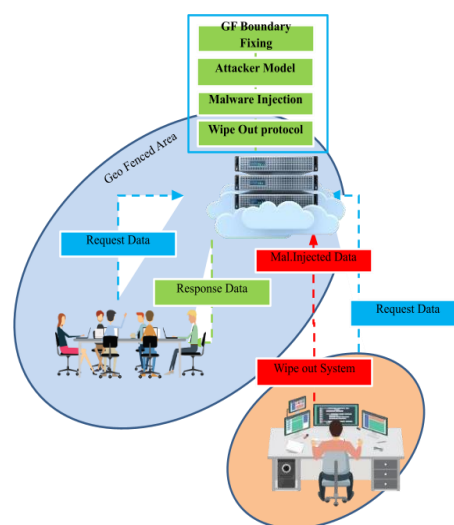 GF Boundary
Fixing
Attacker Model
Malware Injection
Wipe Out protocol
Geo Fenced Area
Request Data
Mal.Injected Data
Response Data
Request Data
Wipe out System